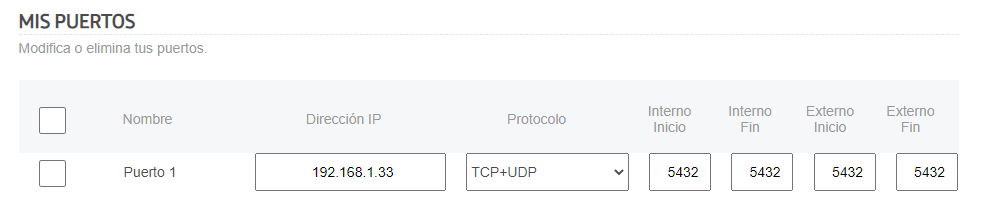 MIS PUERTOS
Modifica o elimina tus puertos.
Nombre Dirección IP Protocolo Interno Inicio Interno Fin Externo Inicio Externo Fin
Puerto 1 192.168.1.33 TCP+UDP 5432 5432 5432 5432